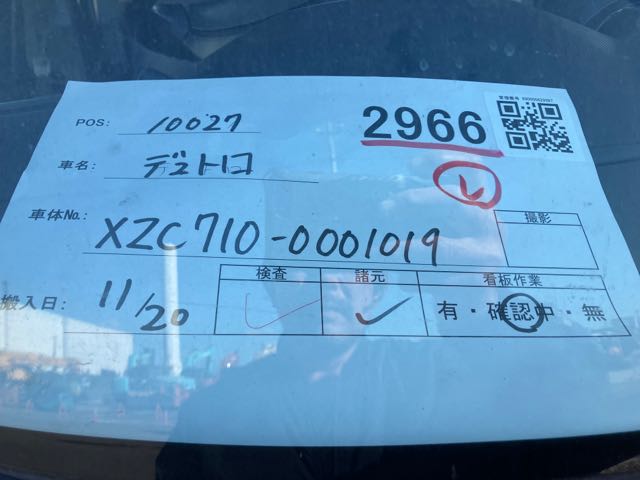 POS: 10027
2966
車名: デュトロ
レ
車体No.: XZC710-0001019
撮影
搬入日: 11/20
検査 諸元 看板作業
有・確認中・無